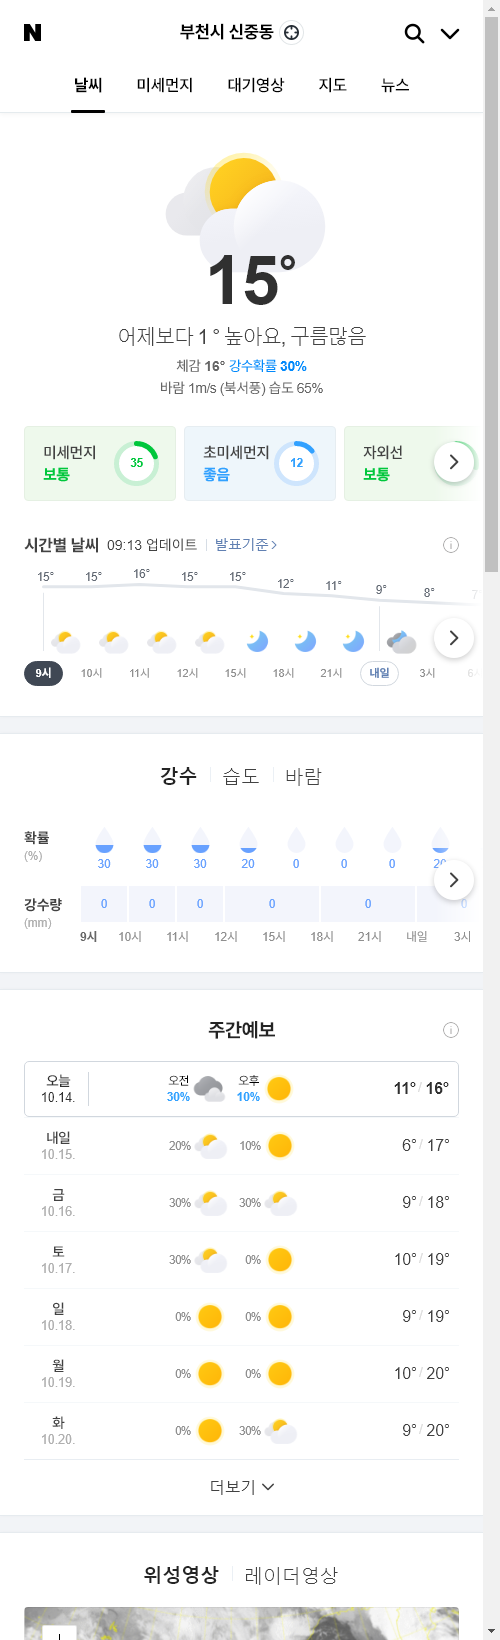 N 부천시 신중동
날씨 미세먼지 대기영상 지도 뉴스
15°
어제보다 1 ° 높아요, 구름많음
체감 16° 강수확률 30%
바람 1m/s (북서풍) 습도 65%
미세먼지 보통 35
초미세먼지 좋음 12
자외선 보통
시간별 날씨 09:13 업데이트 발표기준
15° 15° 16° 15° 15° 12° 11° 9° 8° 7°
9시 10시 11시 12시 15시 18시 21시 내일 3시
강수 습도 바람
확률 (%) 30 30 30 20 0 0 0 20
강수량 (mm) 0 0 0 0 0 0
9시 10시 11시 12시 15시 18시 21시 내일 3시
주간예보
오늘 10.14. 오전 30% 오후 10% 11° / 16°
내일 10.15. 20% 10% 6° / 17°
금 10.16. 30% 30% 9° / 18°
토 10.17. 30% 0% 10° / 19°
일 10.18. 0% 0% 9° / 19°
월 10.19. 0% 0% 10° / 20°
화 10.20. 0% 30% 9° / 20°
더보기
위성영상 레이더영상